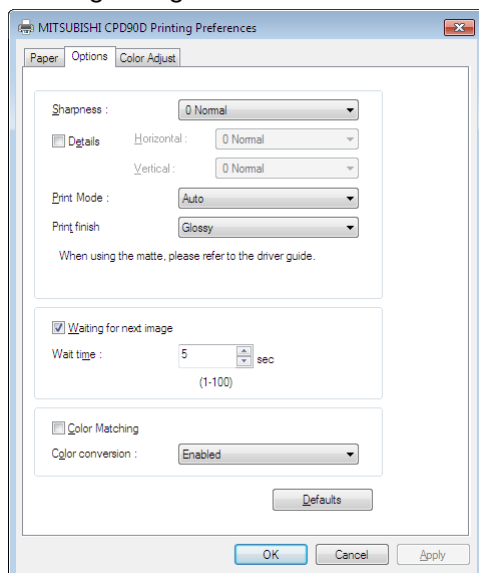 MITSUBISHI CPD90D Printing Preferences
Paper Options Color Adjust
Sharpness : 0 Normal
Details Horizontal : 0 Normal
Vertical : 0 Normal
Print Mode : Auto
Print finish Glossy
When using the matte, please refer to the driver guide.
Waiting for next image
Wait time : 5 sec
(1-100)
Color Matching
Color conversion : Enabled
Defaults
OK Cancel Apply